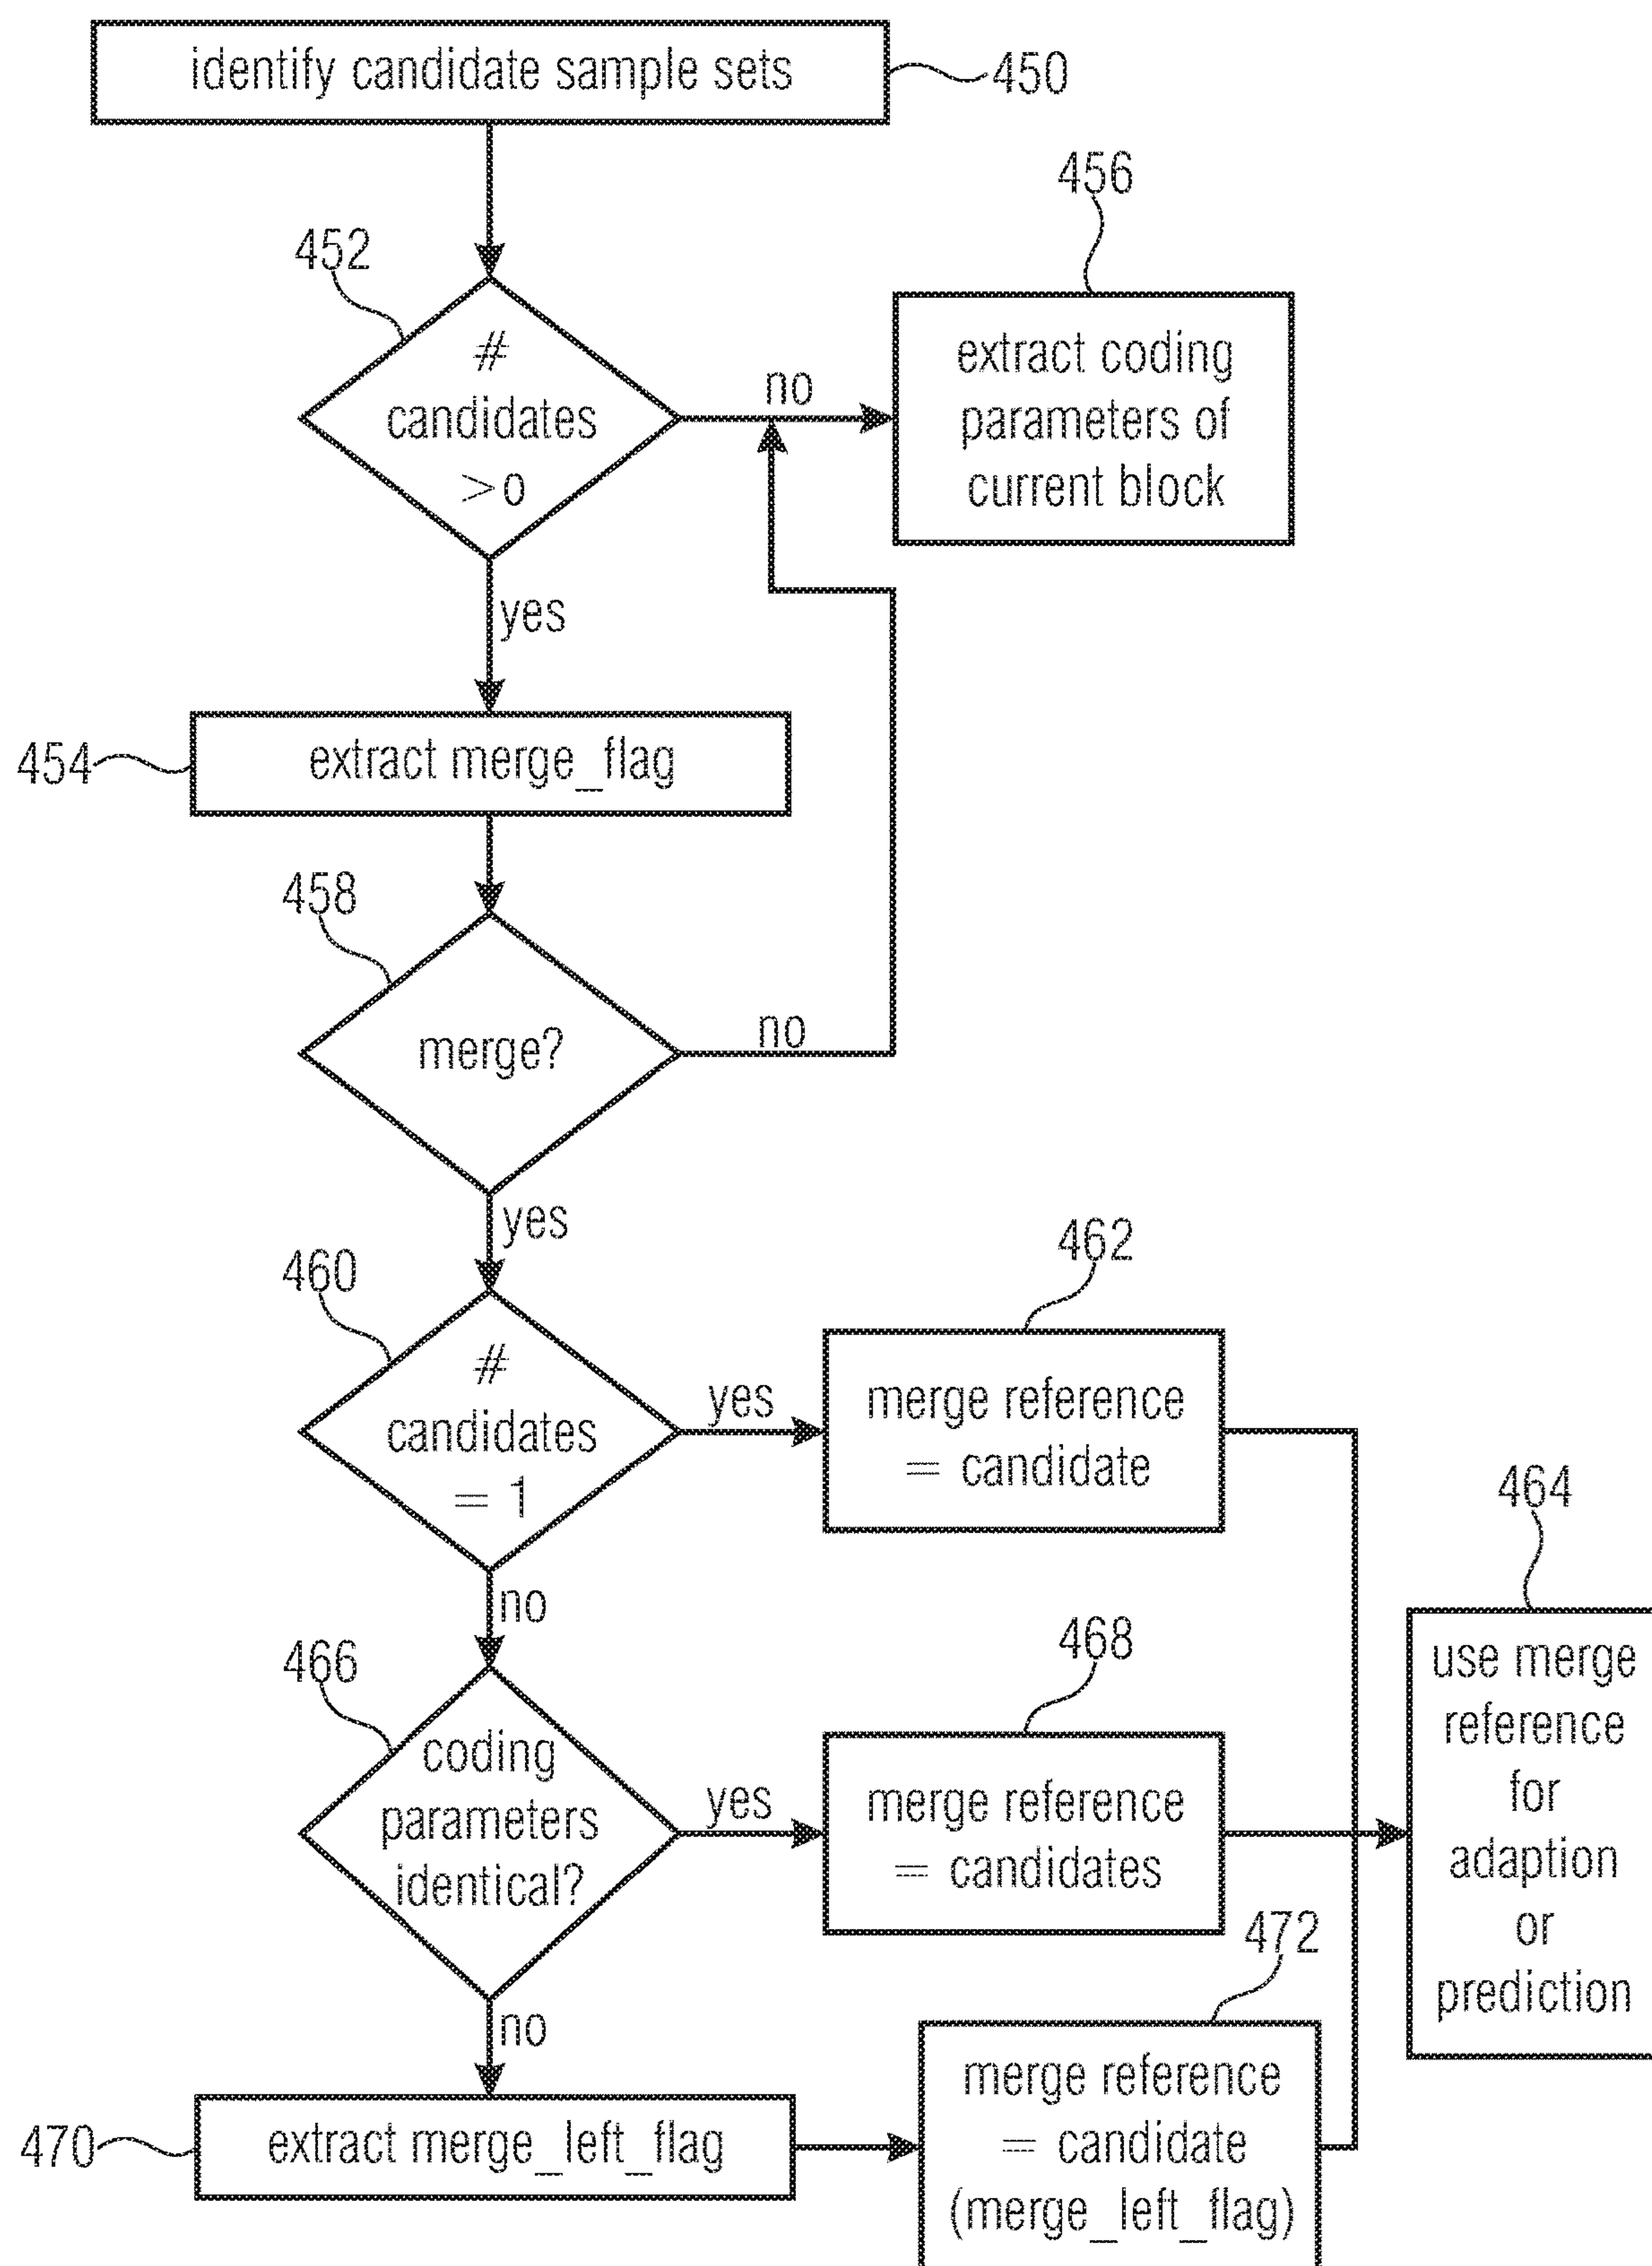 identify candidate sample sets
450
456
452
#
candidates
>0
no
extract coding
parameters of
current block
yes
454
extract merge_flag
458
merge?
no
yes
460
#
candidates
= 1
yes
462
merge reference
= candidate
464
use merge
reference
for
adaption
or
prediction
no
466
coding
parameters
identical?
yes
468
merge reference
= candidates
472
no
470
extract merge_left_flag
merge reference
= candidate
(merge_left_flag)